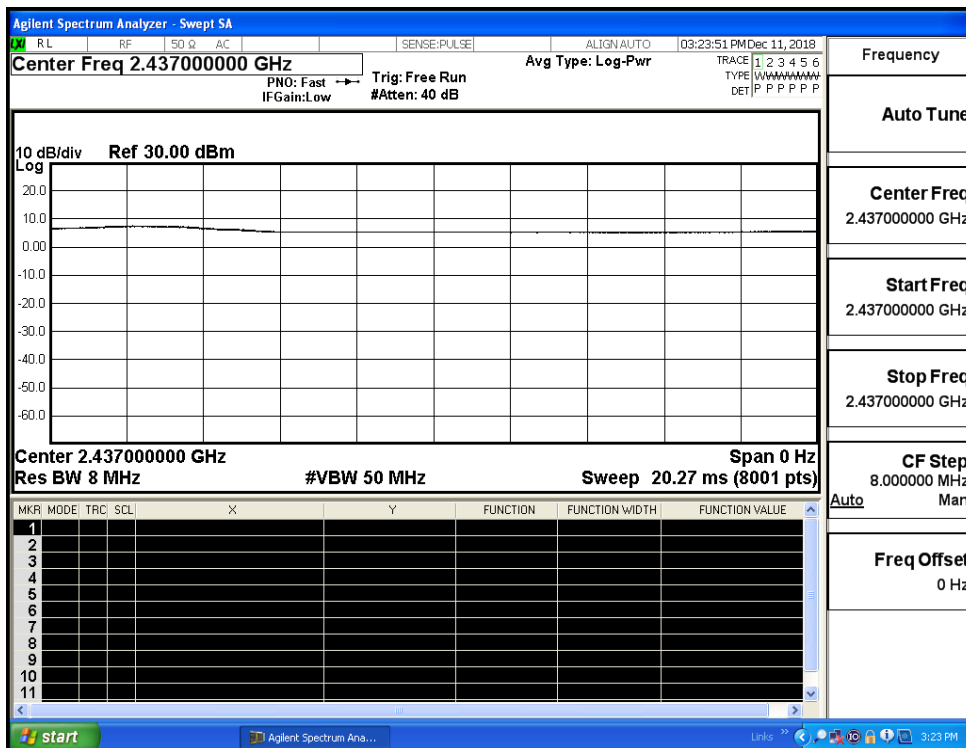 Agilent Spectrum Analyzer - Swept SA
LXI RL RF 50 Ω AC SENSE:PULSE ALIGN AUTO 03:23:51 PM Dec 11, 2018
Center Freq 2.437000000 GHz
PNO: Fast
IFGain:Low
Trig: Free Run
#Atten: 40 dB
Avg Type: Log-Pwr
TRACE 1 2 3 4 5 6
TYPE WWWWWW
DET P P P P P P
10 dB/div Ref 30.00 dBm
Log
20.0
10.0
0.00
-10.0
-20.0
-30.0
-40.0
-50.0
-60.0
Center 2.437000000 GHz Span 0 Hz
Res BW 8 MHz #VBW 50 MHz Sweep 20.27 ms (8001 pts)
MKR MODE TRC SCL X Y FUNCTION FUNCTION WIDTH FUNCTION VALUE
1
2
3
4
5
6
7
8
9
10
11
Frequency
Auto Tune
Center Freq
2.437000000 GHz
Start Freq
2.437000000 GHz
Stop Freq
2.437000000 GHz
CF Step
8.000000 MHz
Auto Man
Freq Offset
0 Hz
start Agilent Spectrum Ana... Links » 3:23 PM